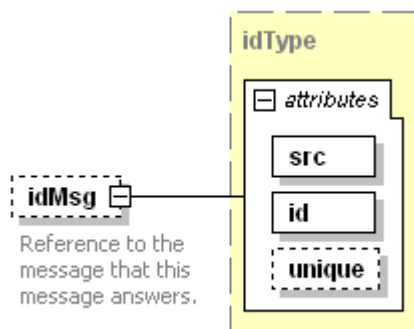 idType
attributes
src
idMsg
id
Reference to the
message that this
message answers.
unique